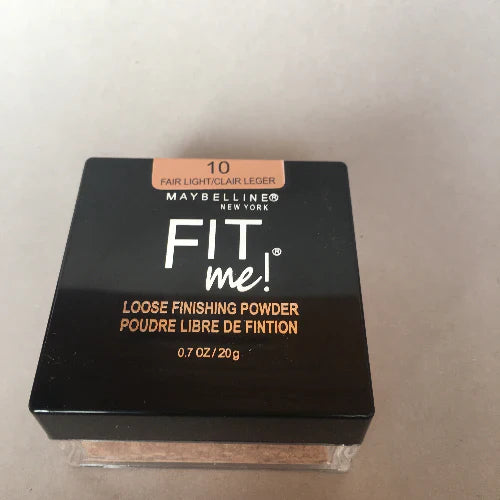 10
FAIR LIGHT/CLAIR LEGER
MAYBELLINE®
NEW YORK
FIT
me!®
LOOSE FINISHING POWDER
POUDRE LIBRE DE FINTION
0.7 OZ/20g